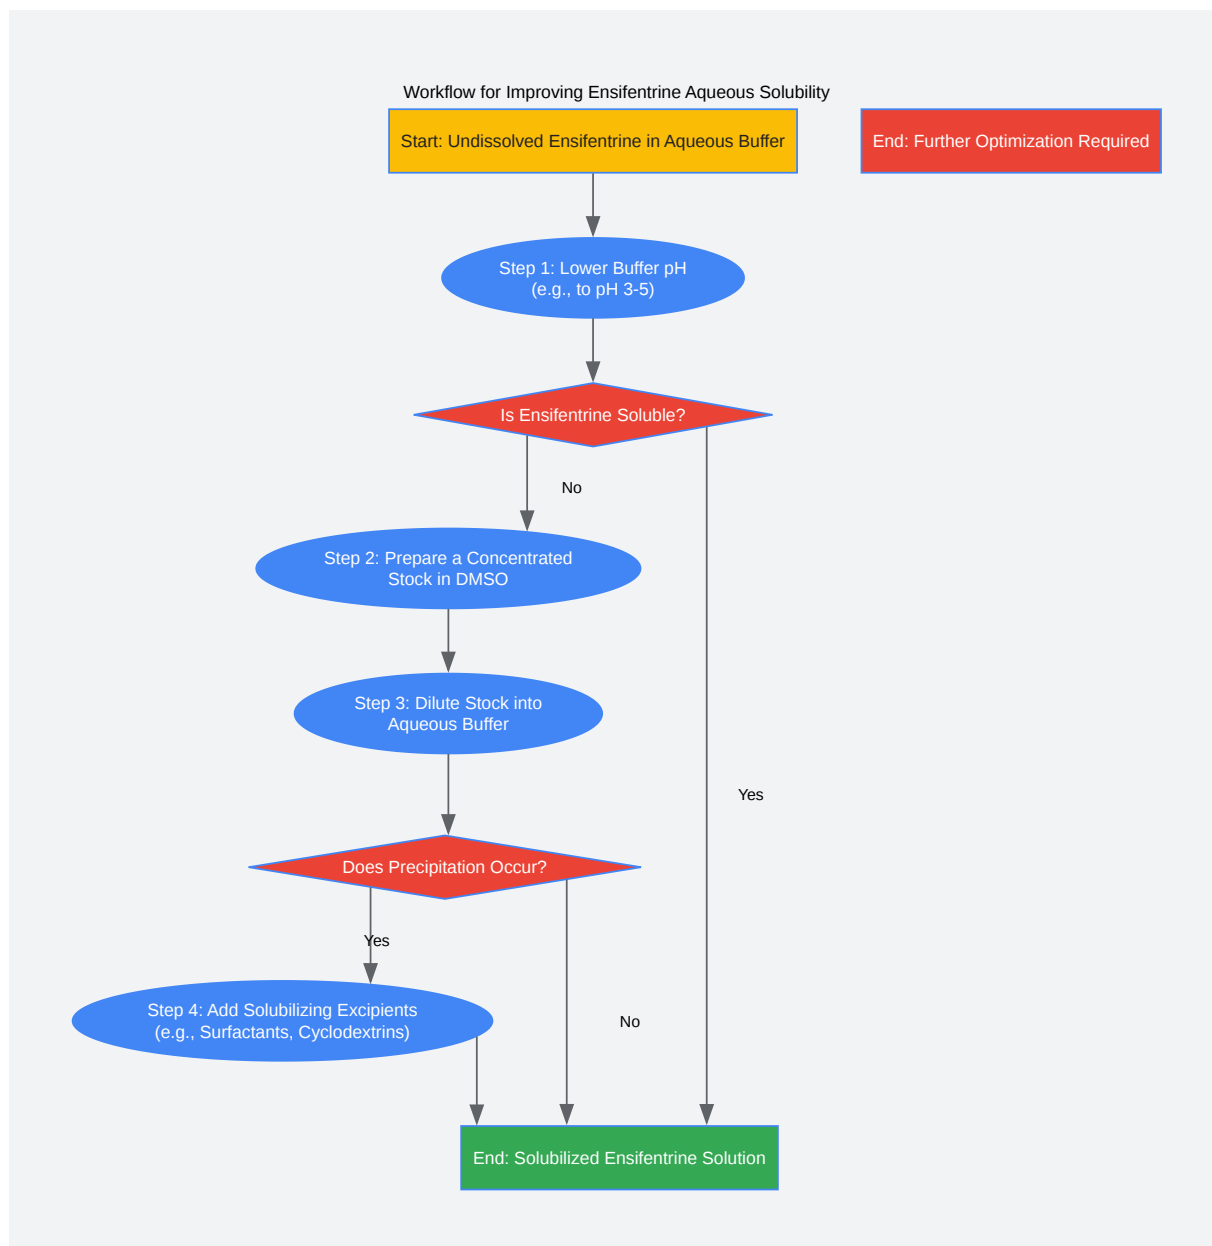 Workflow for Improving Ensifentrine Aqueous Solubility
Start: Undissolved Ensifentrine in Aqueous Buffer
End: Further Optimization Required
Step 1: Lower Buffer pH
(e.g., to pH 3-5)
Is Ensifentrine Soluble?
No
Step 2: Prepare a Concentrated
Stock in DMSO
Step 3: Dilute Stock into
Aqueous Buffer
Yes
Does Precipitation Occur?
Yes
Step 4: Add Solubilizing Excipients
(e.g., Surfactants, Cyclodextrins)
No
End: Solubilized Ensifentrine Solution